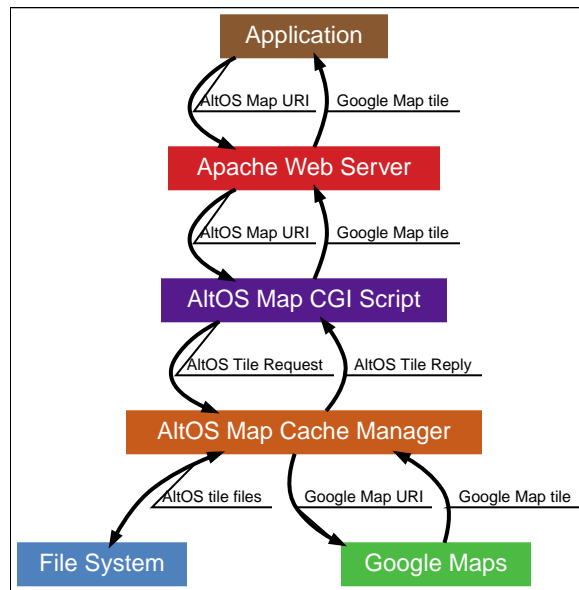 Application
AltOS Map URI
Google Map tile
Apache Web Server
AltOS Map URI
Google Map tile
AltOS Map CGI Script
AltOS Tile Request
AltOS Tile Reply
AltOS Map Cache Manager
AltOS tile files
Google Map URI
Google Map tile
File System
Google Maps